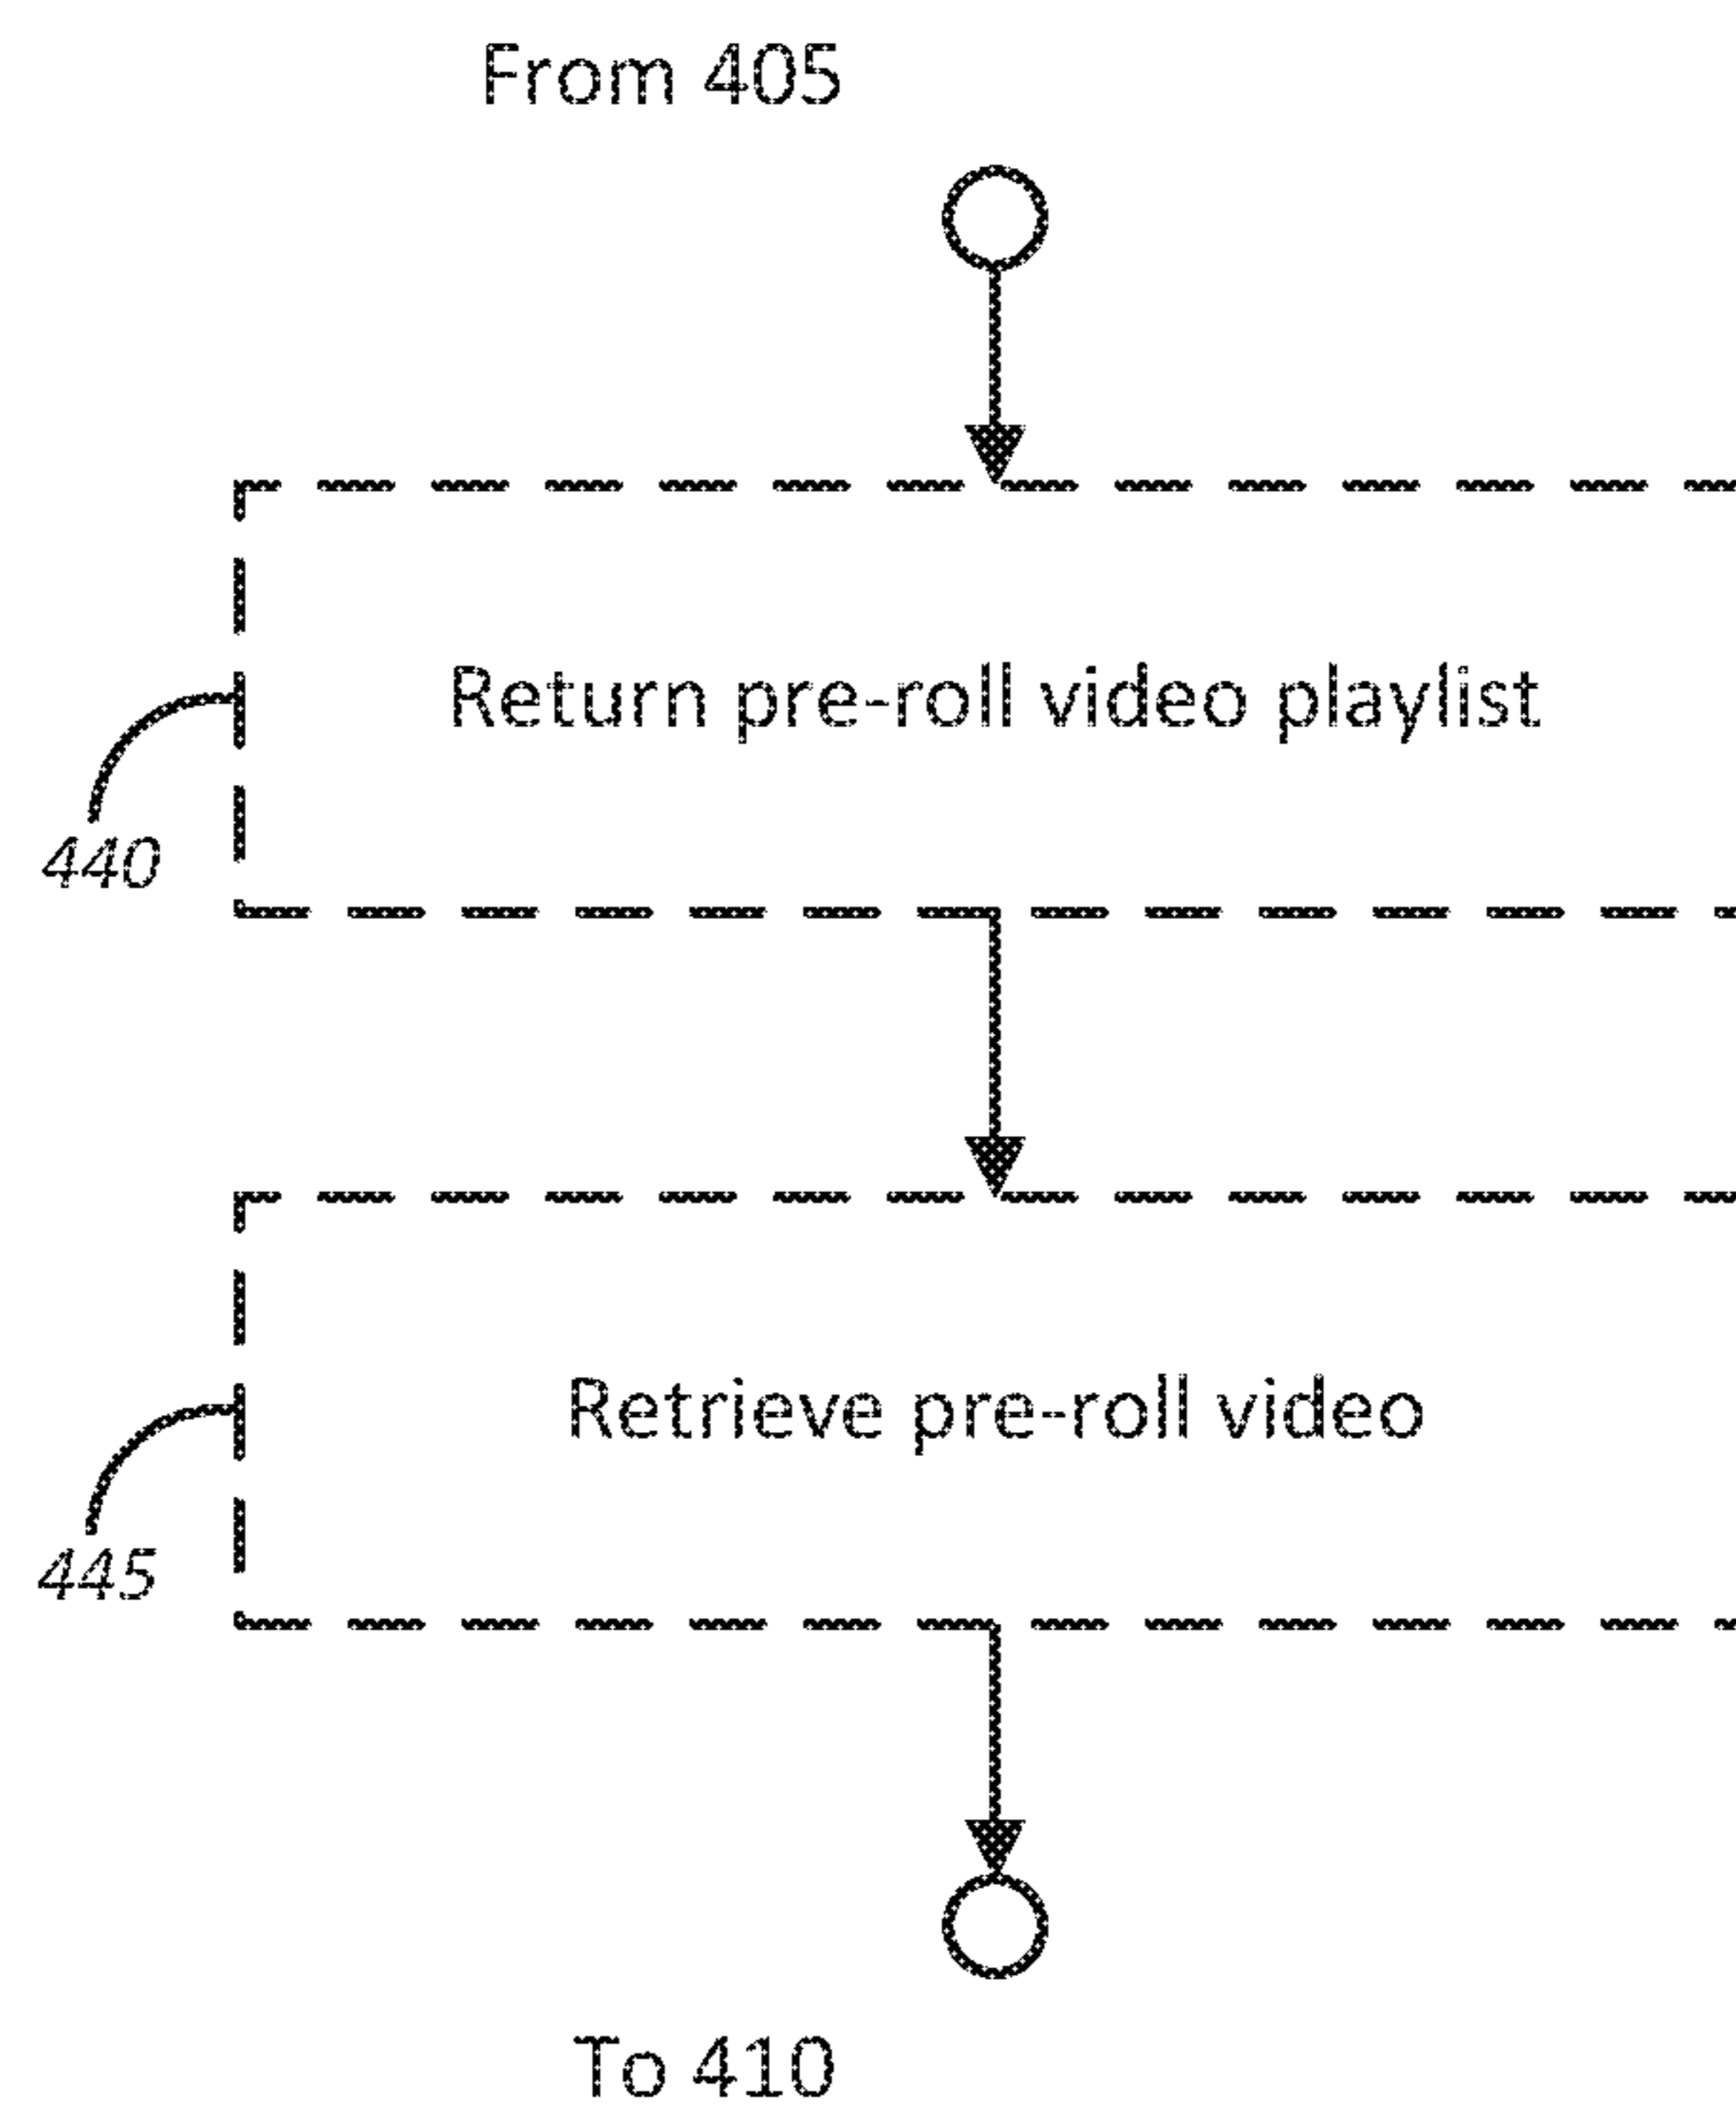 From 405
Return pre-roll video playlist
440
Retrieve pre-roll video
445
To 410